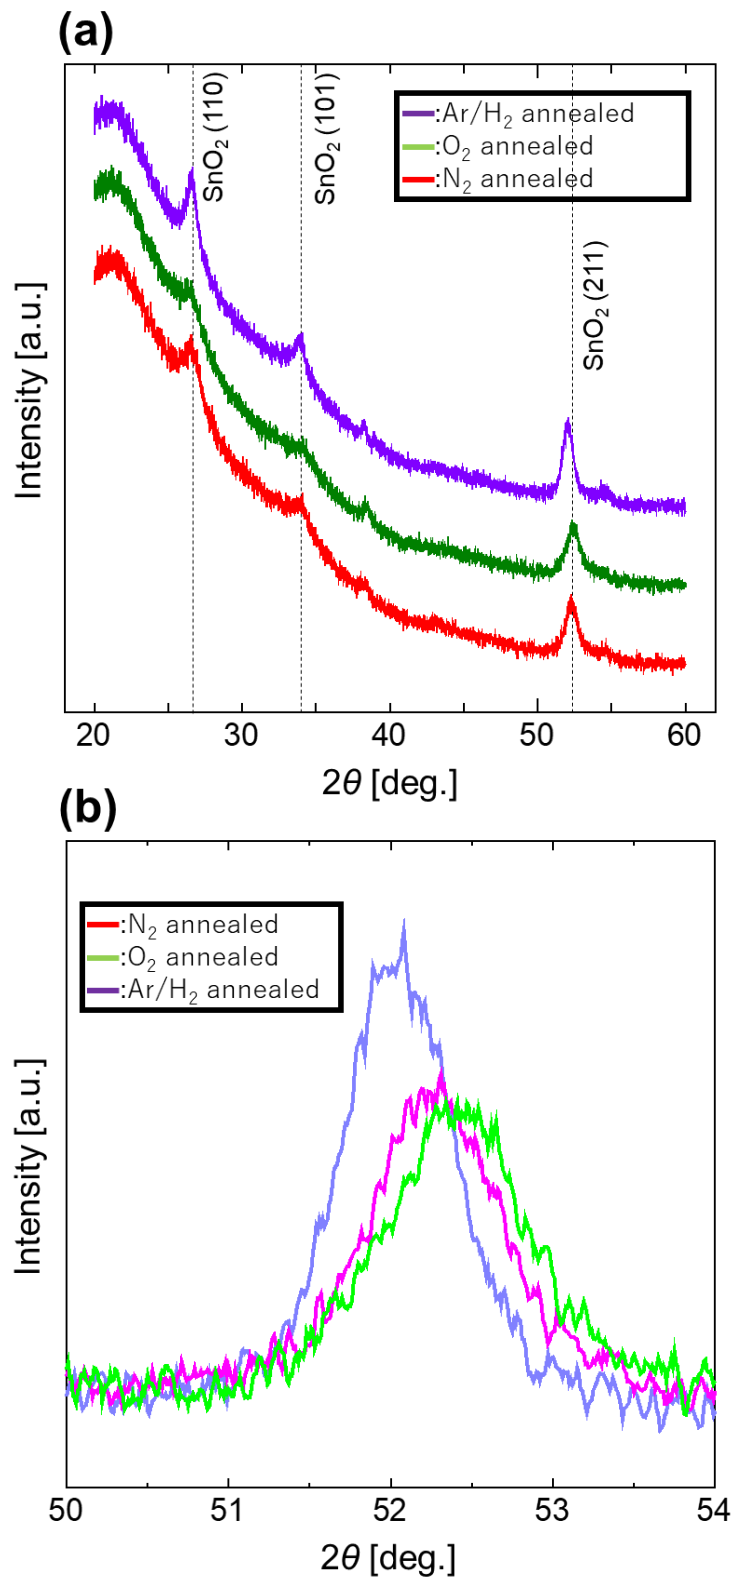 (a)
SnO2 (110)
SnO2 (101)
:Ar/H2 annealed
:O2 annealed
:N2 annealed
SnO2 (211)
Intensity [a.u.]
20 30 40 50 60
2θ [deg.]
(b)
:N2 annealed
:O2 annealed
:Ar/H2 annealed
Intensity [a.u.]
50 51 52 53 54
2θ [deg.]